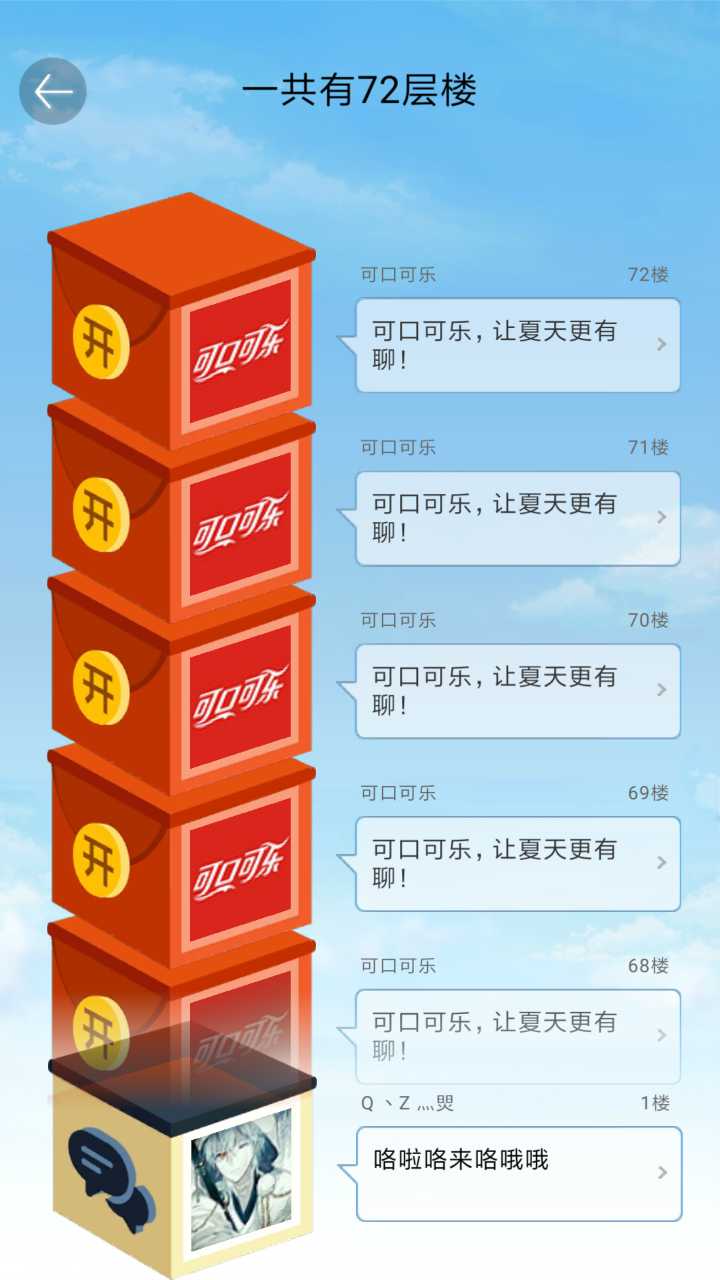 一共有72层楼
可口可乐 72楼
可口可乐，让夏天更有
聊！
开
可口可乐
可口可乐 71楼
可口可乐，让夏天更有
聊！
开
可口可乐
可口可乐 70楼
可口可乐，让夏天更有
聊！
开
可口可乐
可口可乐 69楼
可口可乐，让夏天更有
聊！
开
可口可乐
可口可乐 68楼
可口可乐，让夏天更有
聊！
开
可口可乐
Q丶Z灬 1楼
咯啦咯来咯哦哦